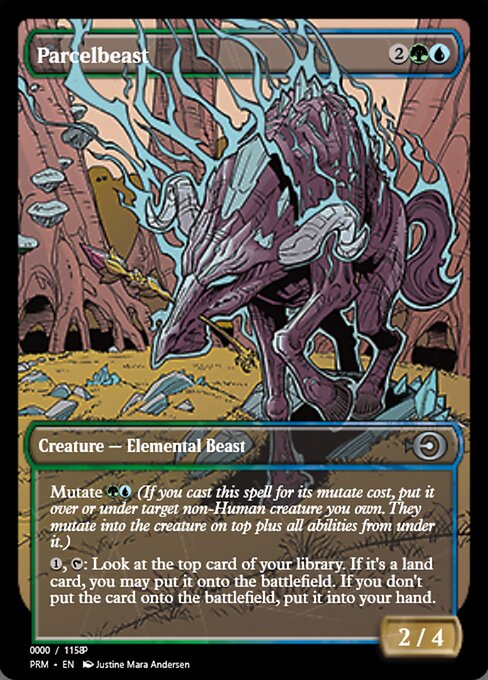 Parcelbeast 2
Creature — Elemental Beast
Mutate (If you cast this spell for its mutate cost, put it
over or under target non-Human creature you own. They
mutate into the creature on top plus all abilities from under
it.)
1, : Look at the top card of your library. If it's a land
card, you may put it onto the battlefield. If you don't
put the card onto the battlefield, put it into your hand.
2/4
0000 / 1158P
PRM • EN Justine Mara Andersen